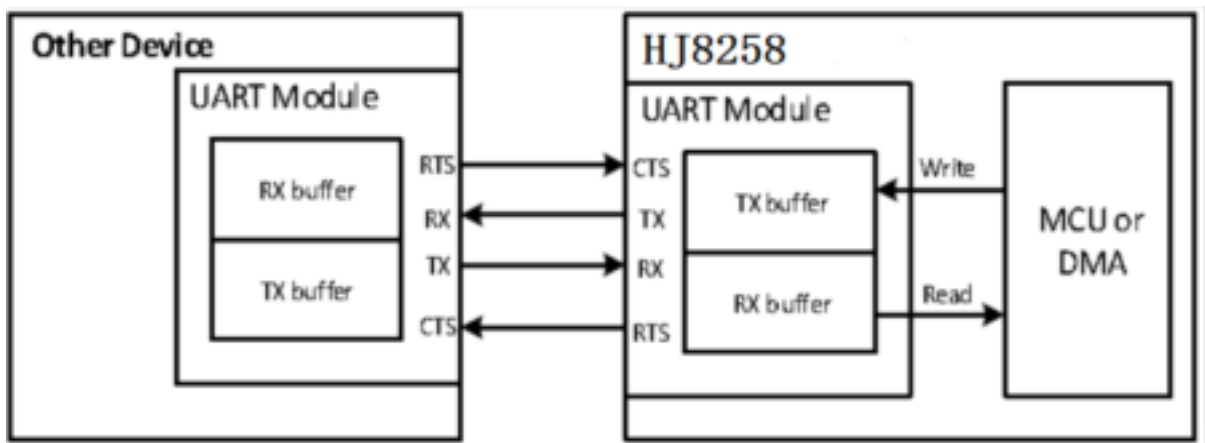 Other Device
UART Module
RX buffer
TX buffer
RTS
RX
TX
CTS
HJ8258
UART Module
CTS
TX
RX
RTS
TX buffer
RX buffer
Write
Read
MCU or
DMA